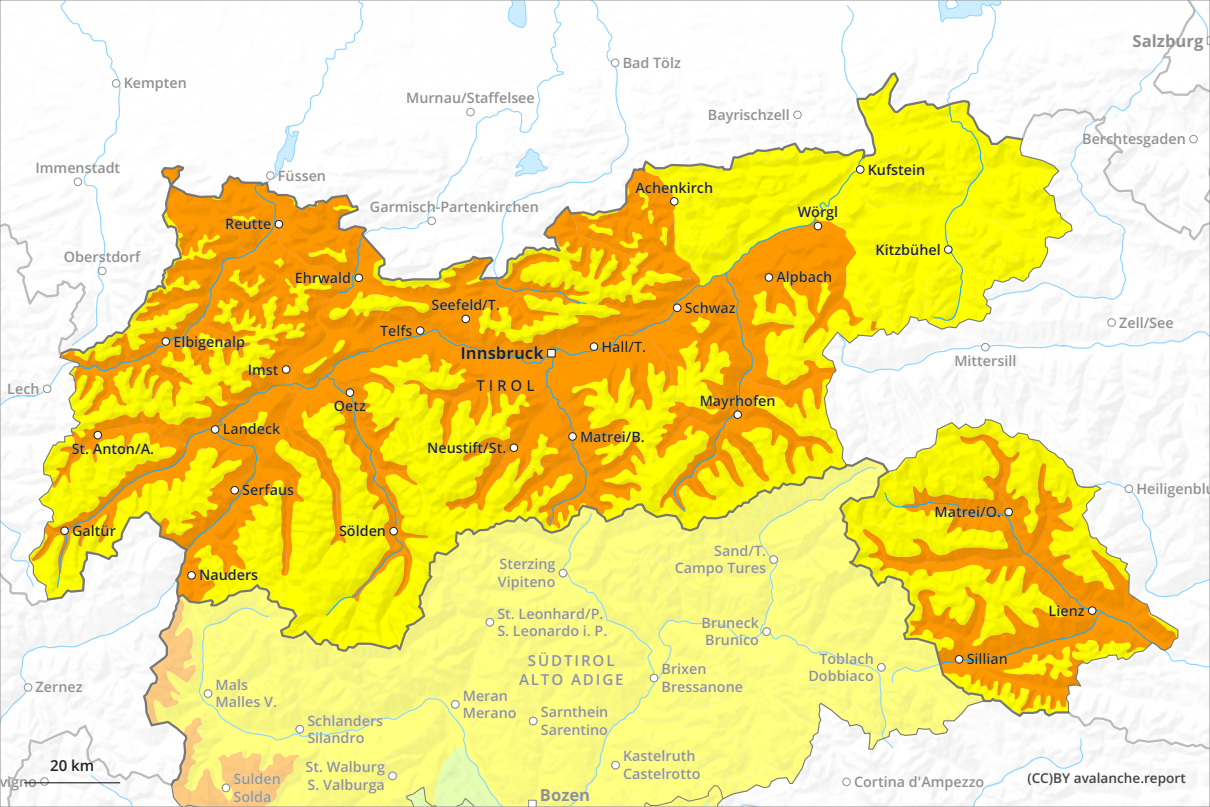 Salzburg
Bad Tölz
Kempten
Murnau/Staffelsee
Bayrischzell
Berchtesgaden
Immenstadt
Füssen
Kufstein
Achenkirch
Garmisch-Partenkirchen
Wörgl
Reutte
Kitzbühel
Oberstdorf
Ehrwald
Alpbach
Seefeld/T.
Schwaz
Telfs
Zell/See
Elbigenalp
Innsbruck
Hall/T.
Mittersill
Imst
TIROL
Lech
Mayrhofen
Oetz
Landeck
Matrei/B.
St. Anton/A.
Neustift/St.
Serfaus
Heiligenblu
Matrei/O.
Galtür
Sölden
Sand/T.
Campo Tures
Sterzing
Vipiteno
Nauders
Lienz
St. Leonhard/P.
S. Leonardo i. P.
Bruneck
Brunico
SÜDTIROL
ALTO ADIGE
Toblach
Dobbiaco
Sillian
Brixen
Bressanone
Zernez
Mals
Malles V.
Meran
Merano
Sarnthein
Sarentino
Schlanders
Silandro
Kastelruth
Castelrotto
20 km
St. Walburg
S. Valburga
vigno
Sulden
Solda
Cortina d'Ampezzo
(CC)BY avalanche.report
Bozen